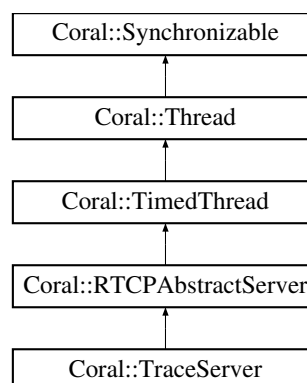 Coral::Synchronizable
Coral::Thread
Coral::TimedThread
Coral::RTCPAbstractServer
Coral::TraceServer